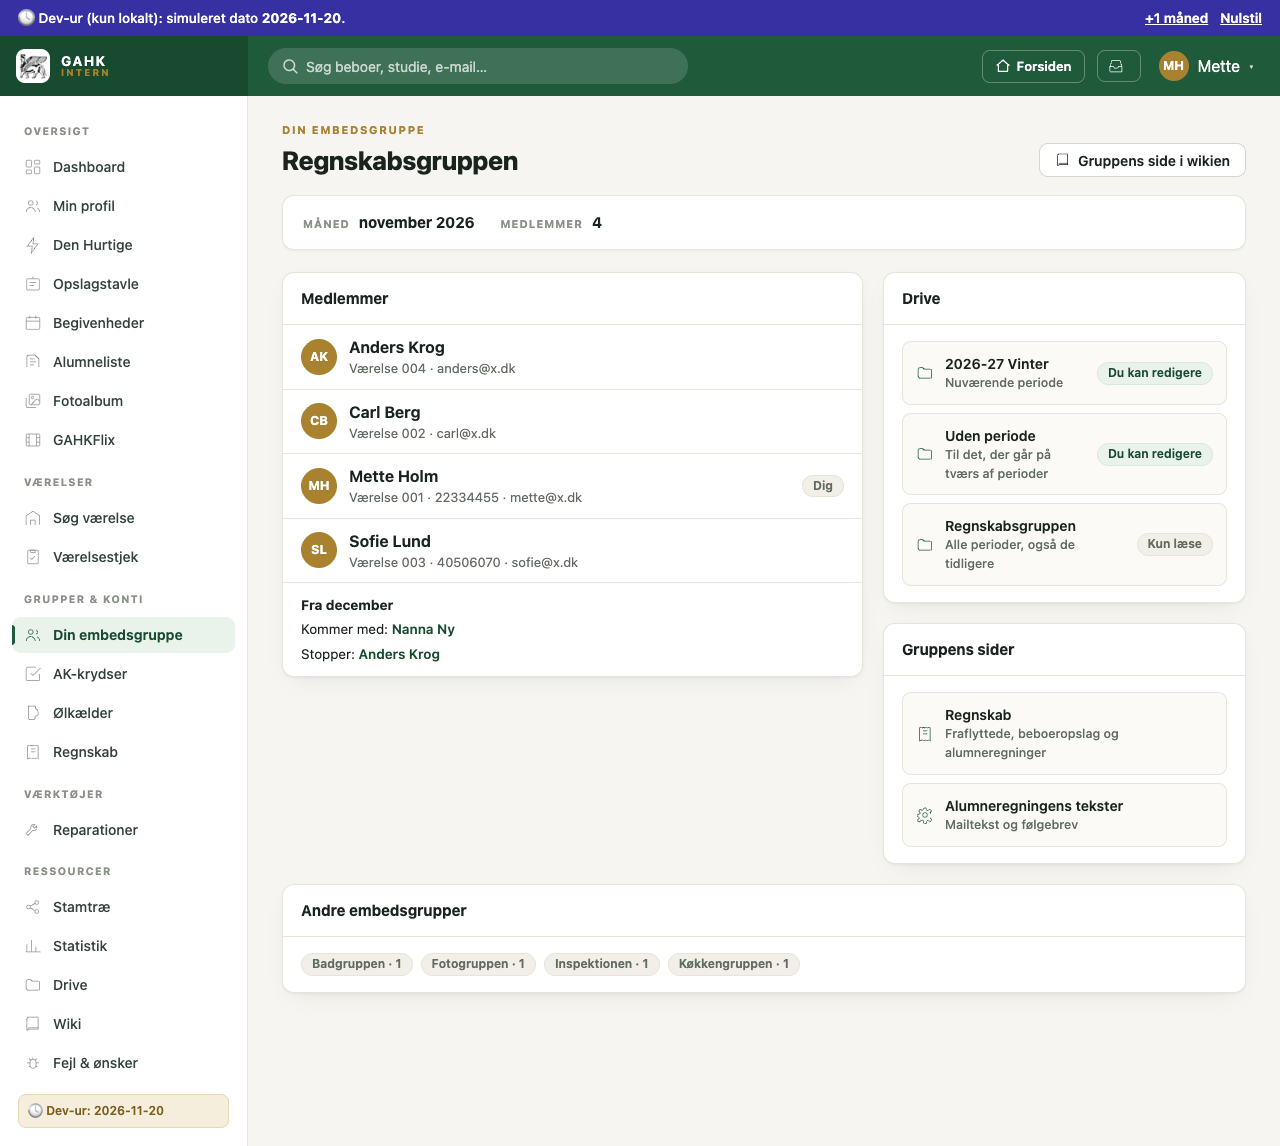 Dev-ur (kun lokalt): simuleret dato 2026-11-20.
+1 måned Nulstil
GAHK
INTERN
Søg beboer, studie, e-mail...
Forsiden
MH Mette
OVERSIGT
Dashboard
Min profil
Den Hurtige
Opslagstavle
Begivenheder
Alumneliste
Fotoalbum
GAHKFlix
VÆRELSER
Søg værelse
Værelsestjek
GRUPPER & KONTI
Din embedsgruppe
AK-krydser
Ølkælder
Regnskab
VÆRKTØJER
Reparationer
RESSOURCER
Stamtræ
Statistik
Drive
Wiki
Fejl & ønsker
Dev-ur: 2026-11-20
DIN EMBEDSGRUPPE
Regnskabsgruppen
Gruppens side i wikien
MÅNED november 2026 MEDLEMMER 4
Medlemmer
AK Anders Krog
Værelse 004 · anders@x.dk
CB Carl Berg
Værelse 002 · carl@x.dk
MH Mette Holm
Værelse 001 · 22334455 · mette@x.dk
Dig
SL Sofie Lund
Værelse 003 · 40506070 · sofie@x.dk
Fra december
Kommer med: Nanna Ny
Stopper: Anders Krog
Drive
2026-27 Vinter
Nuværende periode
Du kan redigere
Uden periode
Til det, der går på
tværs af perioder
Du kan redigere
Regnskabsgruppen
Alle perioder, også de
tidligere
Kun læse
Gruppens sider
Regnskab
Fraflyttede, beboeropslag og
alumneregninger
Alumneregningens tekster
Mailtekst og følgebrev
Andre embedsgrupper
Badgruppen · 1 Fotogruppen · 1 Inspektionen · 1 Køkkengruppen · 1